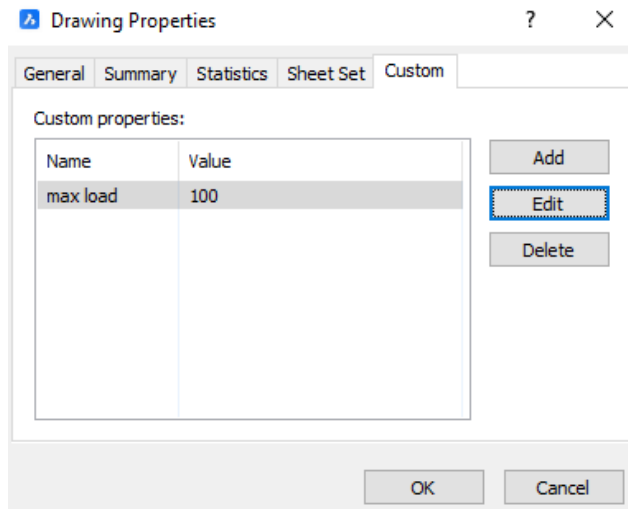 Drawing Properties ?
General Summary Statistics Sheet Set Custom
Custom properties:
Name Value Add
max load 100 Edit
Delete
OK Cancel